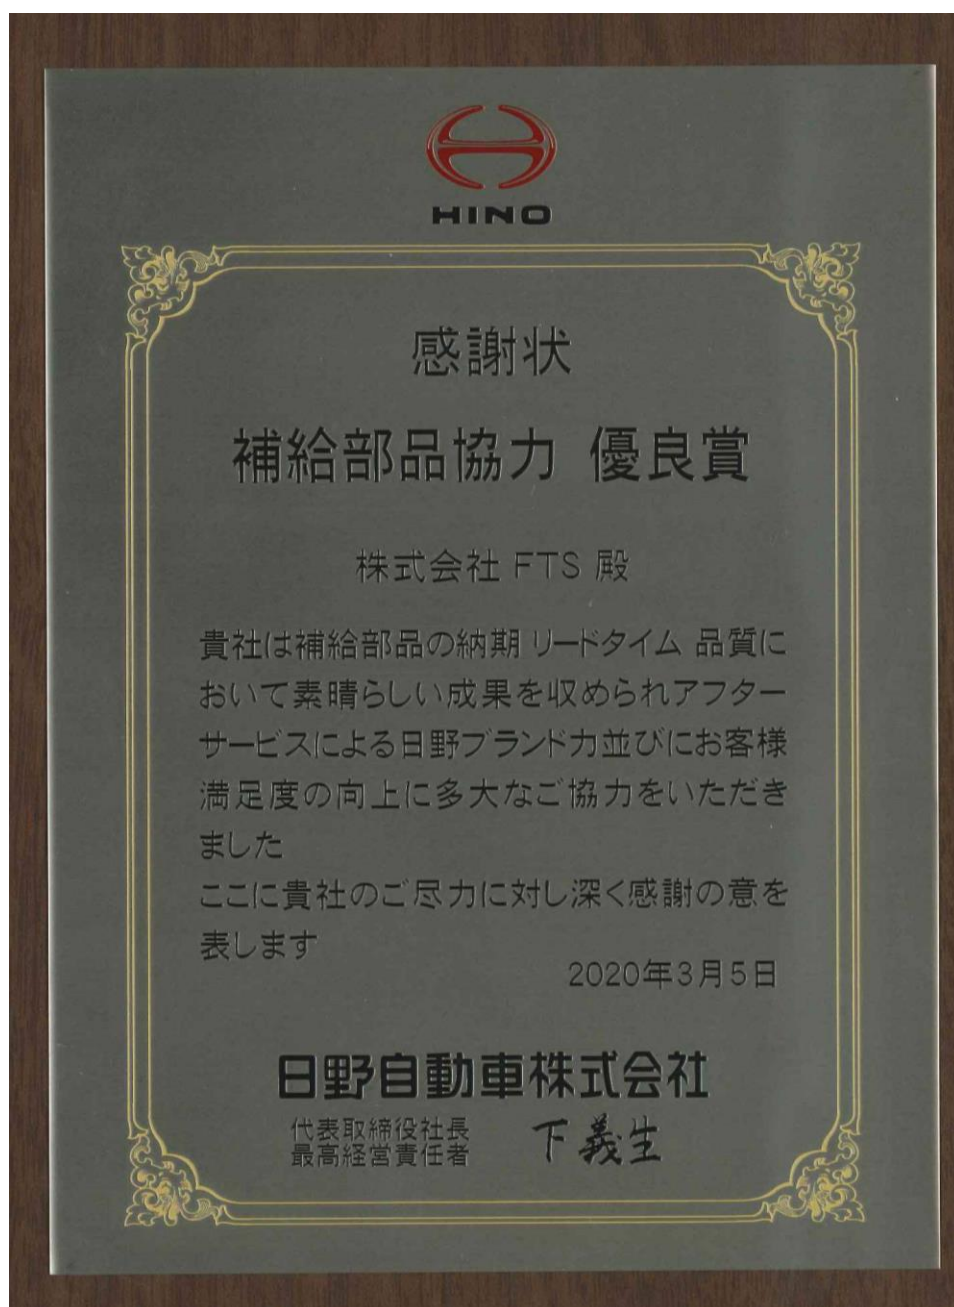 HINO
感謝状
補給部品協力 優良賞
株式会社 FTS 殿
貴社は補給部品の納期 リードタイム 品質に
おいて素晴らしい成果を収められアフター
サービスによる日野ブランド力並びにお客様
満足度の向上に多大なご協力をいただき
ました
ここに貴社のご尽力に対し深く感謝の意を
表します
2020年3月5日
日野自動車株式会社
代表取締役社長
最高経営責任者
下義生